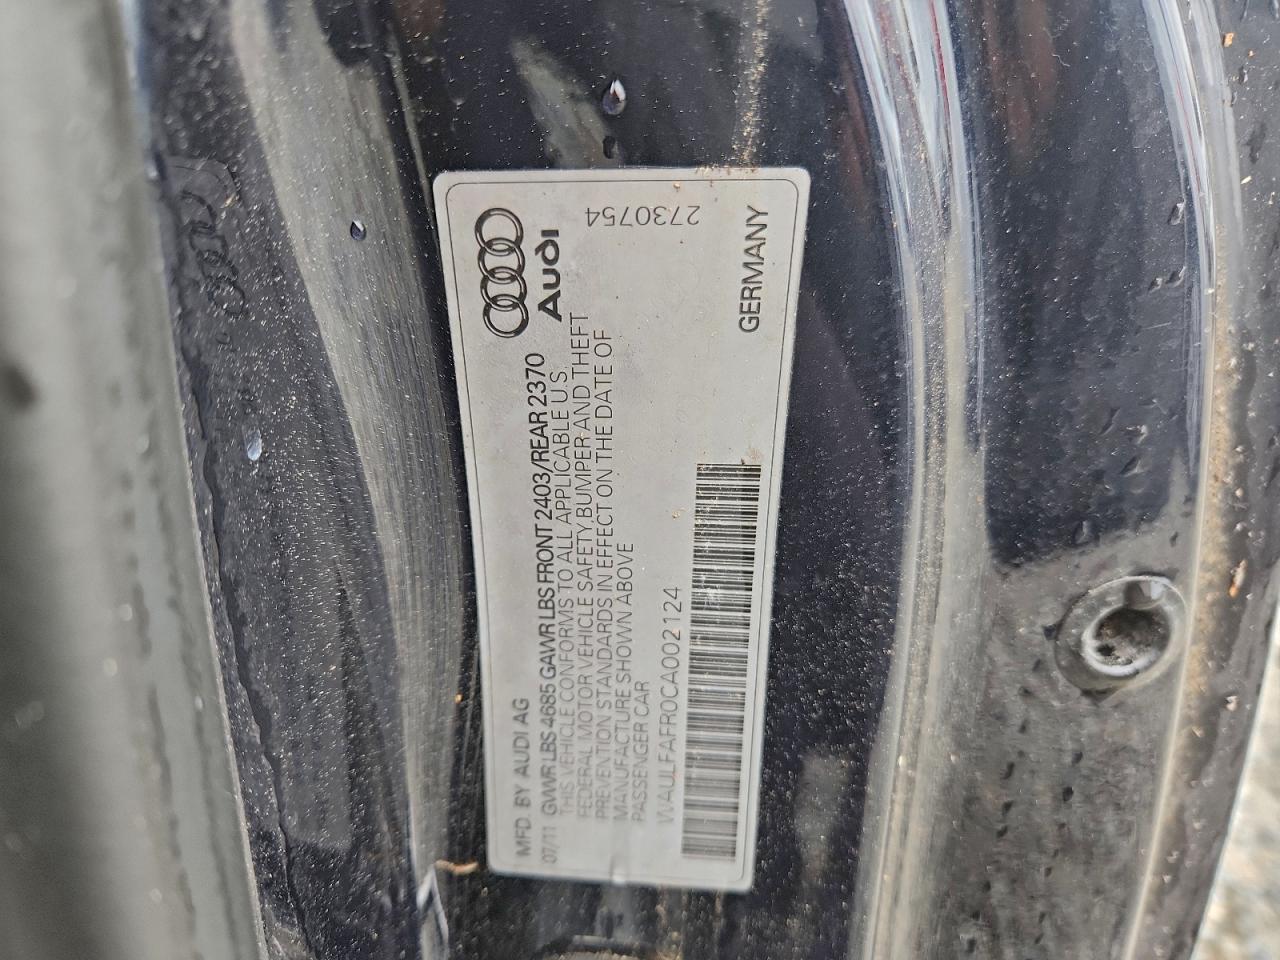 MFD. BY AUDI AG
07/11 GWVR LBS 4685 GAWR LBS FRONT 2403/REAR 2370
THIS VEHICLE CONFORMS TO ALL APPLICABLE U.S.
FEDERAL MOTOR VEHICLE SAFETY,BUMPER AND THEFT
PREVENTION STANDARDS IN EFFECT ON THE DATE OF
MANUFACTURE SHOWN ABOVE
PASSENGER CAR
WAULFAFR0CA002124
Audi
2730754
GERMANY